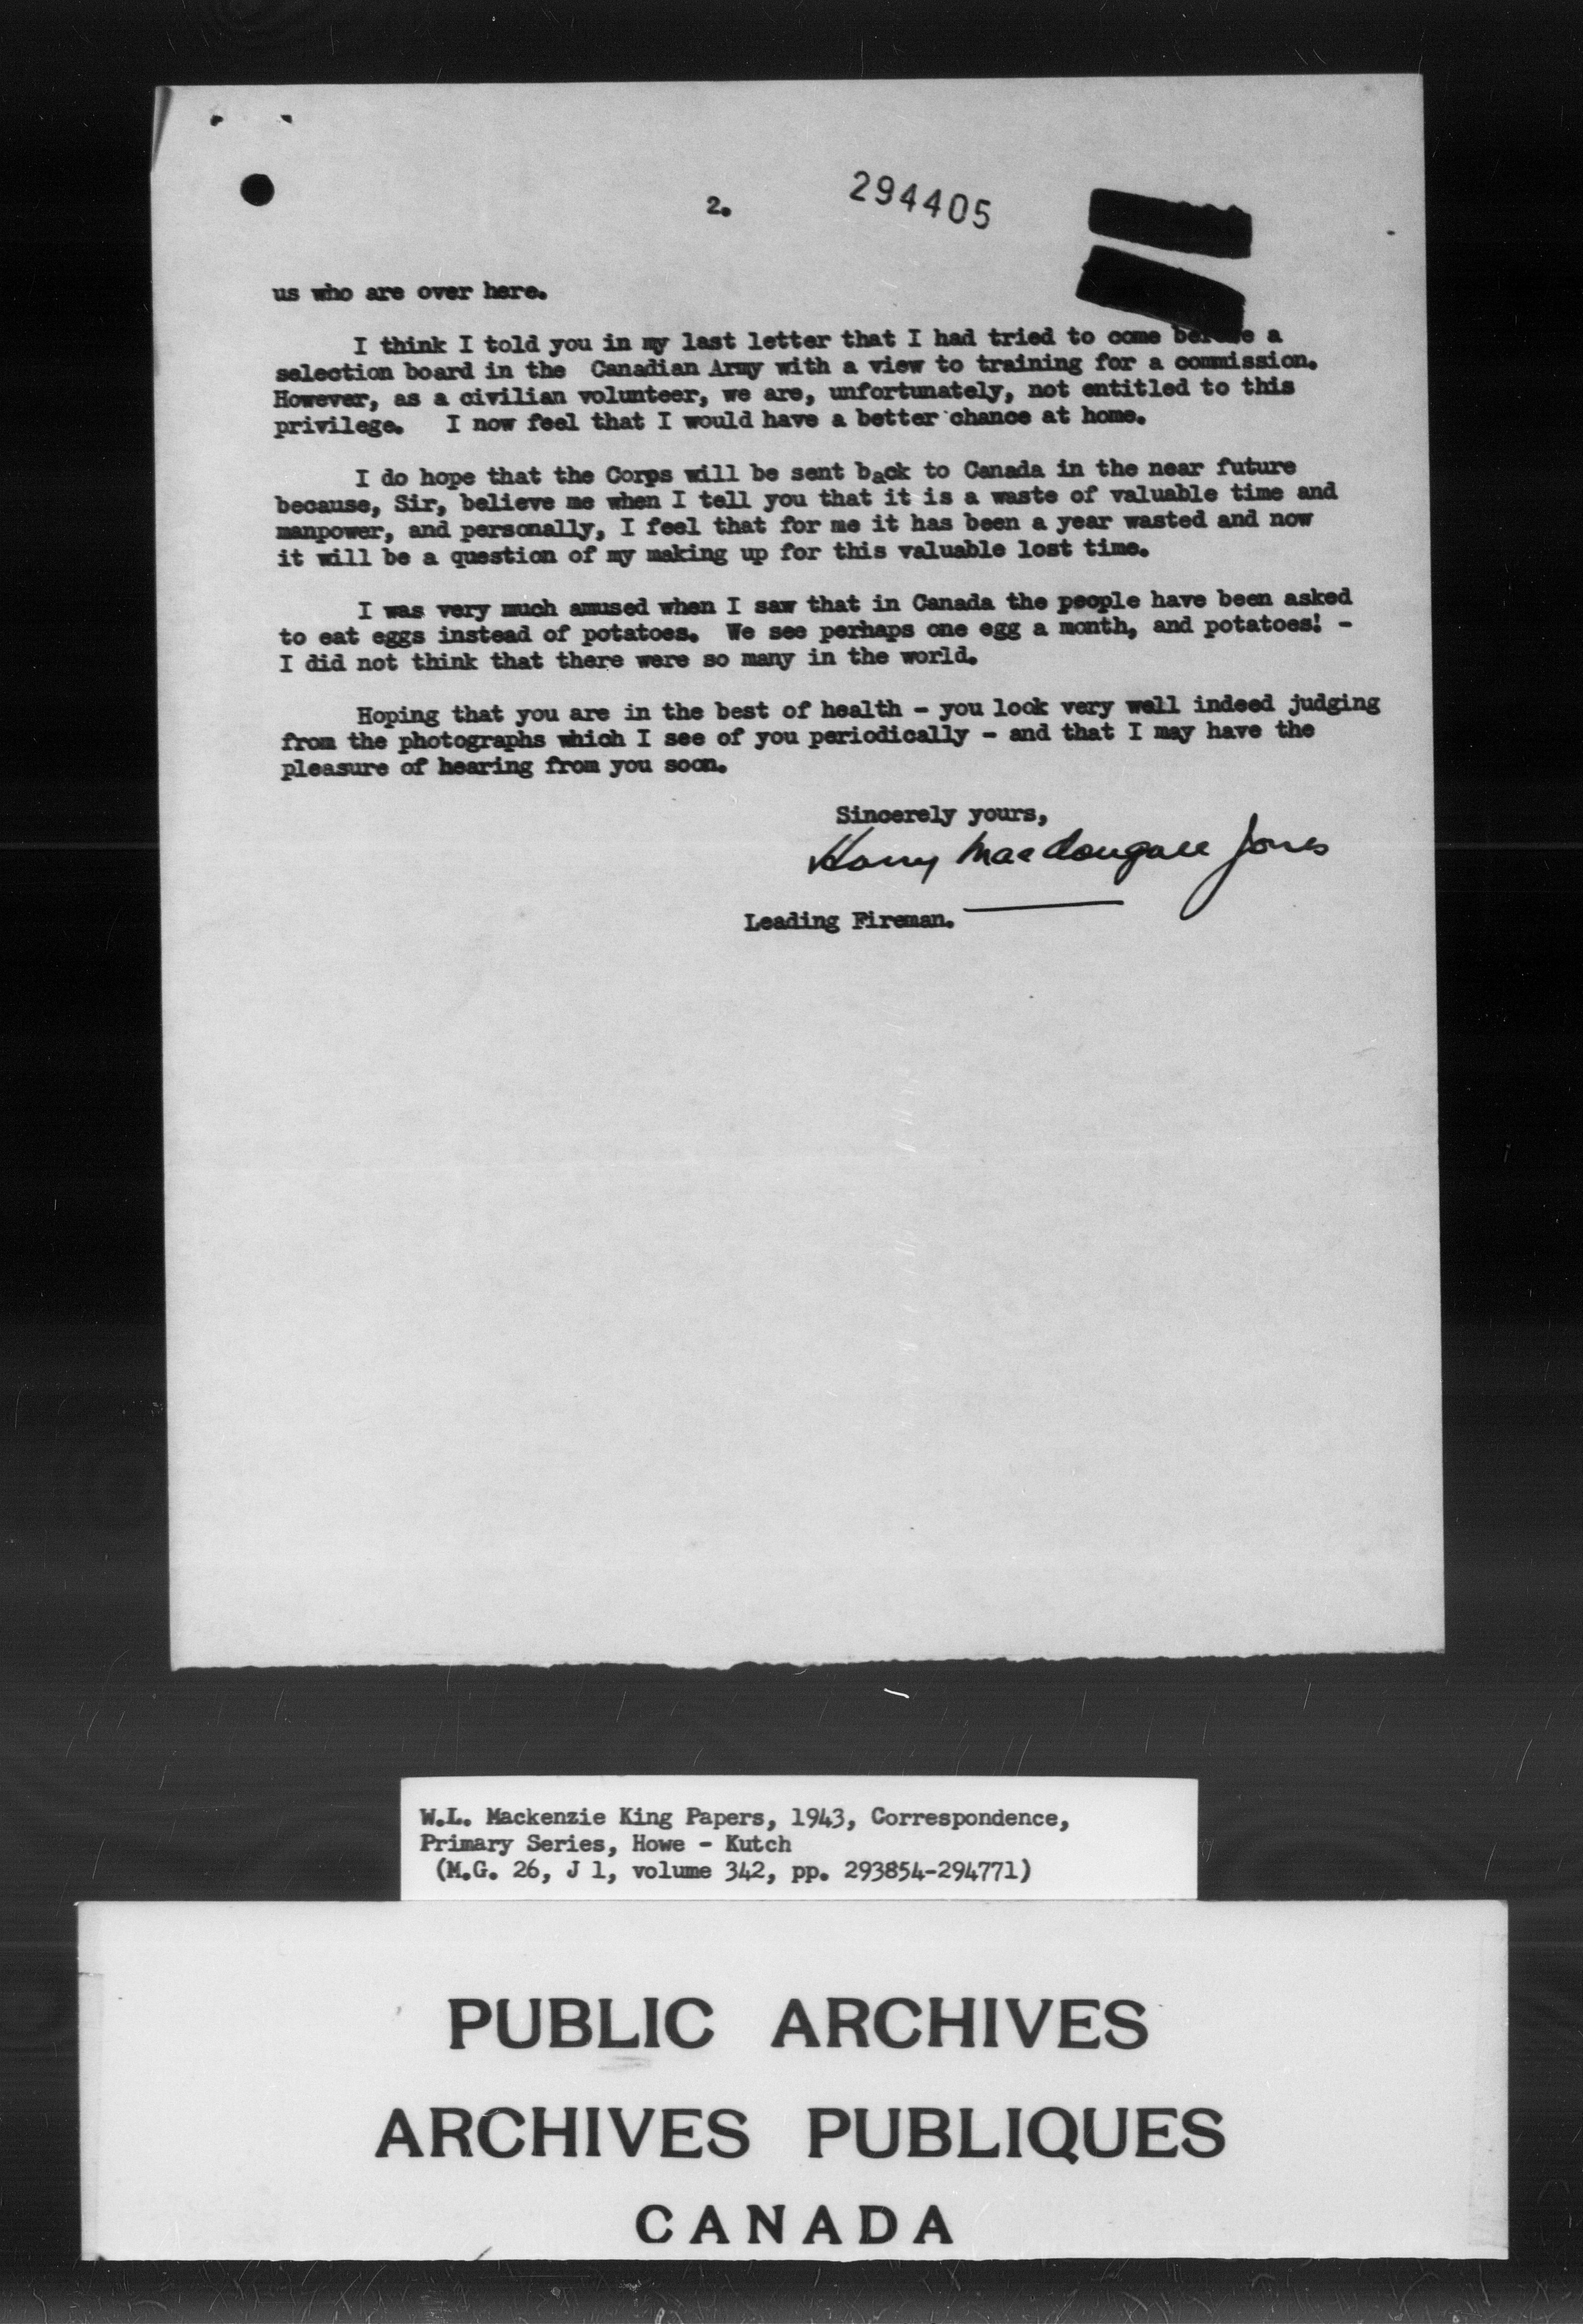 2.
294405
us who are over here.
I think I told you in my last letter that I had tried to come before a
selection board in the Canadian Army with a view to training for a commission.
However, as a civilian volunteer, we are, unfortunately, not entitled to this
privilege. I now feel that I would have a better chance at home.
I do hope that the Corps will be sent back to Canada in the near future
because, Sir, believe me when I tell you that it is a waste of valuable time and
manpower, and personally, I feel that for me it has been a year wasted and now
it will be a question of my making up for this valuable lost time.
I was very much amused when I saw that in Canada the people have been asked
to eat eggs instead of potatoes. We see perhaps one egg a month, and potatoes! -
I did not think that there were so many in the world.
Hoping that you are in the best of health - you look very well indeed judging
from the photographs which I see of you periodically - and that I may have the
pleasure of hearing from you soon.
Sincerely yours,
Harry MacDougall Jones
Leading Fireman.
W.L. Mackenzie King Papers, 1943, Correspondence,
Primary Series, Howe - Kutch
(M.G. 26, J 1, volume 342, pp. 293854-294771)
PUBLIC ARCHIVES
ARCHIVES PUBLIQUES
CANADA